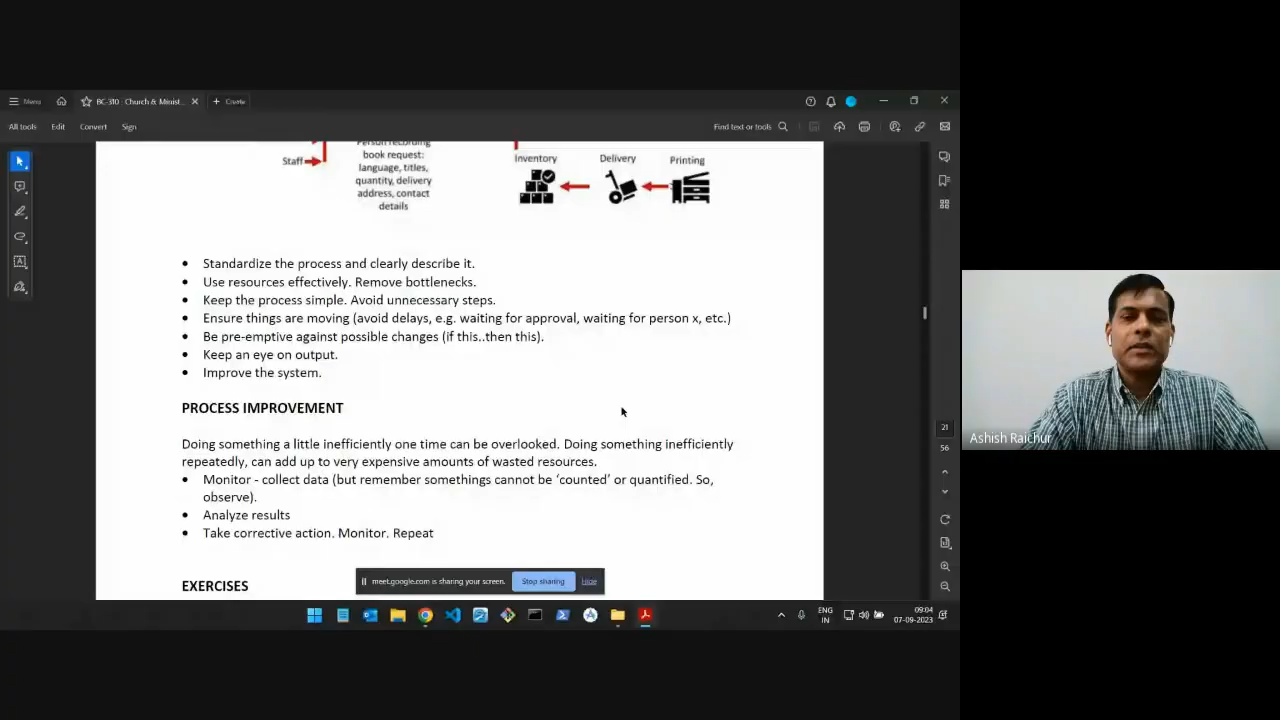 Menu
BC-310 Church & Minist...
Create
All tools
Edit
Convert
Sign
Find text or tools
Staff
Person recording
book request:
language, titles,
quantity, delivery
address, contact
details
Inventory
Delivery
Printing
• Standardize the process and clearly describe it.
• Use resources effectively. Remove bottlenecks.
• Keep the process simple. Avoid unnecessary steps.
• Ensure things are moving (avoid delays, e.g. waiting for approval, waiting for person x, etc.)
• Be pre-emptive against possible changes (if this..then this).
• Keep an eye on output.
• Improve the system.
PROCESS IMPROVEMENT
Doing something a little inefficiently one time can be overlooked. Doing something inefficiently
repeatedly, can add up to very expensive amounts of wasted resources.
• Monitor - collect data (but remember somethings cannot be ‘counted’ or quantified. So,
observe).
• Analyze results
• Take corrective action. Monitor. Repeat
EXERCISES
21
56
meet.google.com is sharing your screen.
Stop sharing
Hide
ENG
IN
09:04
07-09-2023
Ashish Raichur